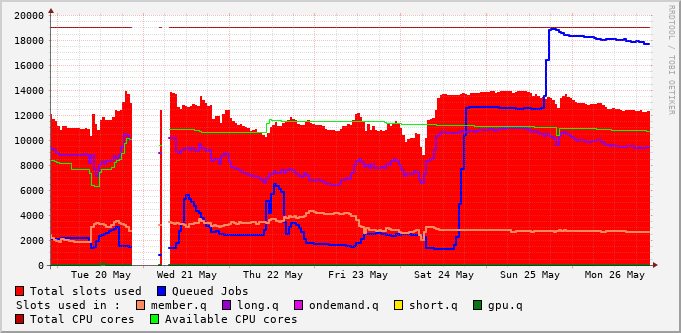 20000
18000
16000
14000
12000
10000
8000
6000
4000
2000
0
Tue 20 May Wed 21 May Thu 22 May Fri 23 May Sat 24 May Sun 25 May Mon 26 May
Total slots used Queued Jobs
Slots used in : member.q long.q ondemand.q short.q gpu.q
Total CPU cores Available CPU cores
RRDTOOL / TOBI OETIKER